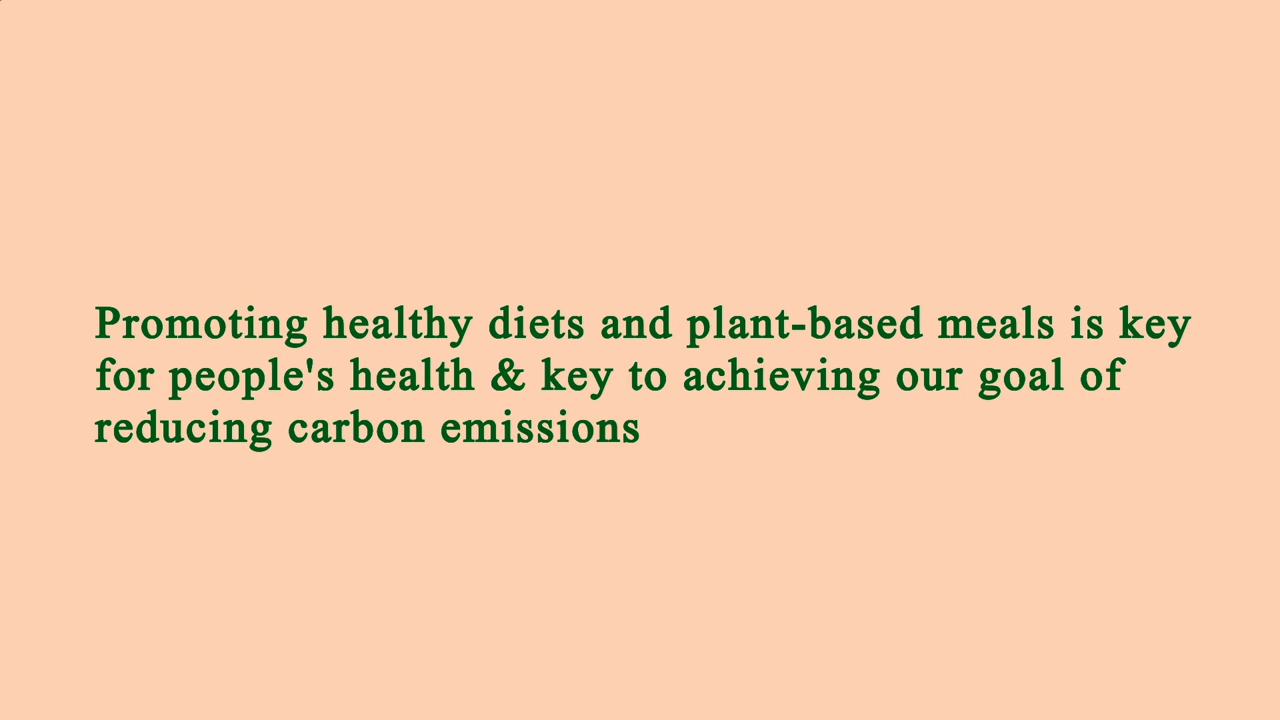 Promoting healthy diets and plant-based meals is key
for people's health & key to achieving our goal of
reducing carbon emissions